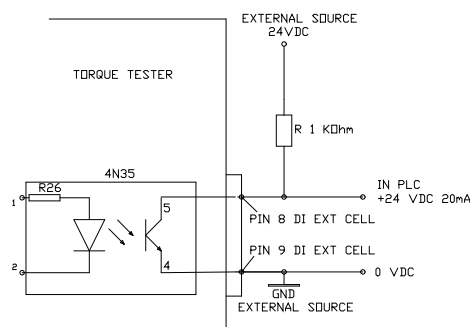 EXTERNAL SOURCE
24VDC
TORQUE TESTER
R 1 KOhm
4N35
R26
1
5
IN PLC
+24 VDC 20mA
PIN 8 DI EXT CELL
PIN 9 DI EXT CELL
2
4
0 VDC
GND
EXTERNAL SOURCE